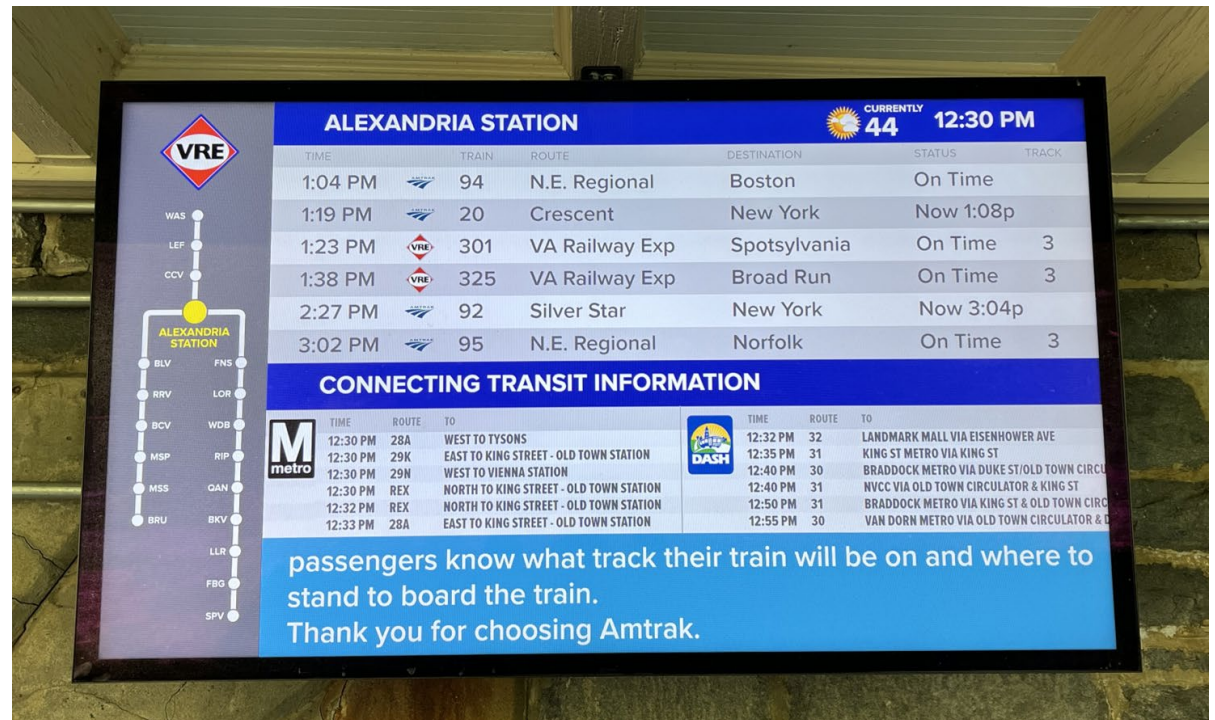 VRE
WAS
LEF
CCV
ALEXANDRIA
STATION
BLV FNS
RRV LOR
BCV WDB
MSP RIP
MSS QAN
BRU BKV
LLR
FBG
SPV
ALEXANDRIA STATION CURRENTLY 44 12:30 PM
TIME TRAIN ROUTE DESTINATION STATUS TRACK
1:04 PM AMTRAK 94 N.E. Regional Boston On Time
1:19 PM AMTRAK 20 Crescent New York Now 1:08p
1:23 PM VRE 301 VA Railway Exp Spotsylvania On Time 3
1:38 PM VRE 325 VA Railway Exp Broad Run On Time 3
2:27 PM AMTRAK 92 Silver Star New York Now 3:04p
3:02 PM AMTRAK 95 N.E. Regional Norfolk On Time 3
CONNECTING TRANSIT INFORMATION
M
metro
TIME ROUTE TO
12:30 PM 28A WEST TO TYSONS
12:30 PM 29K EAST TO KING STREET - OLD TOWN STATION
12:30 PM 29N WEST TO VIENNA STATION
12:30 PM REX NORTH TO KING STREET - OLD TOWN STATION
12:32 PM REX NORTH TO KING STREET - OLD TOWN STATION
12:33 PM 28A EAST TO KING STREET - OLD TOWN STATION
DASH
TIME ROUTE TO
12:32 PM 32 LANDMARK MALL VIA EISENHOWER AVE
12:35 PM 31 KING ST METRO VIA KING ST
12:40 PM 30 BRADDOCK METRO VIA DUKE ST/OLD TOWN CIRCU
12:40 PM 31 NVCC VIA OLD TOWN CIRCULATOR & KING ST
12:50 PM 31 BRADDOCK METRO VIA KING ST & OLD TOWN CIRC
12:55 PM 30 VAN DORN METRO VIA OLD TOWN CIRCULATOR & D
passengers know what track their train will be on and where to
stand to board the train.
Thank you for choosing Amtrak.